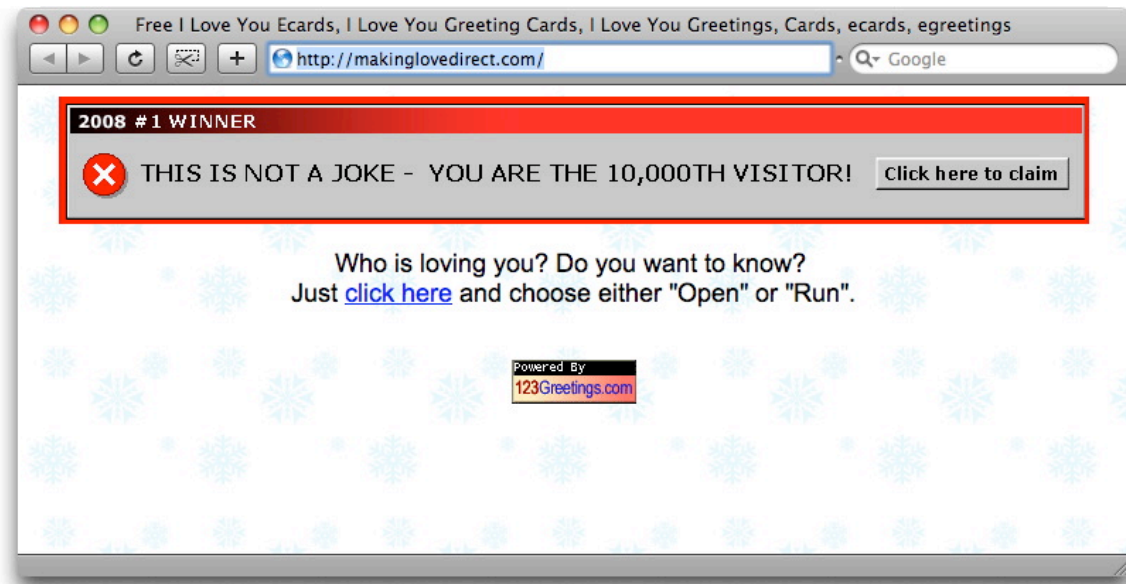 Free I Love You Ecards, I Love You Greeting Cards, I Love You Greetings, Cards, ecards, egreetings
http://makinglovedirect.com/
Google
2008 #1 WINNER
THIS IS NOT A JOKE - YOU ARE THE 10,000TH VISITOR!
Click here to claim
Who is loving you? Do you want to know?
Just click here and choose either "Open" or "Run".
Powered By
123Greetings.com